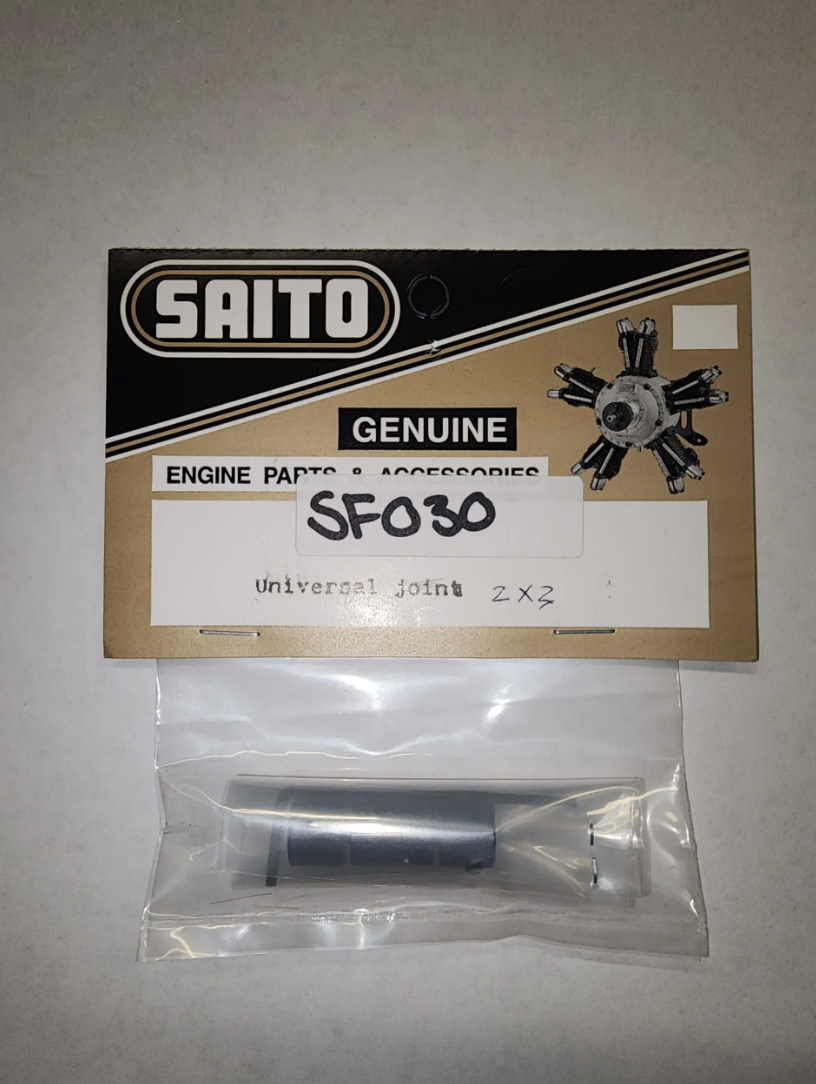 SAITO
GENUINE
ENGINE PARTS & ACCESSORIES
SF030
Universal joint 2X3